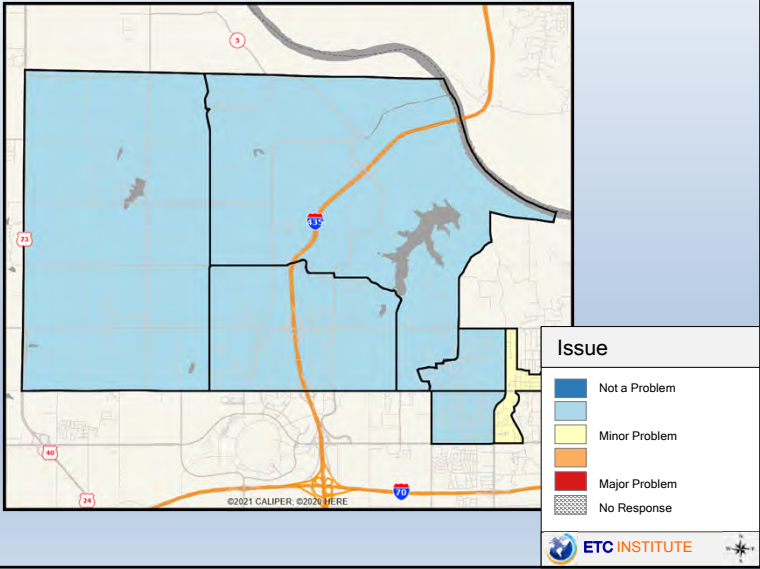 5
435
73
Issue
Not a Problem
Minor Problem
Major Problem
No Response
40
24
70
©2021 CALIPER; ©2020 HERE
ETC INSTITUTE